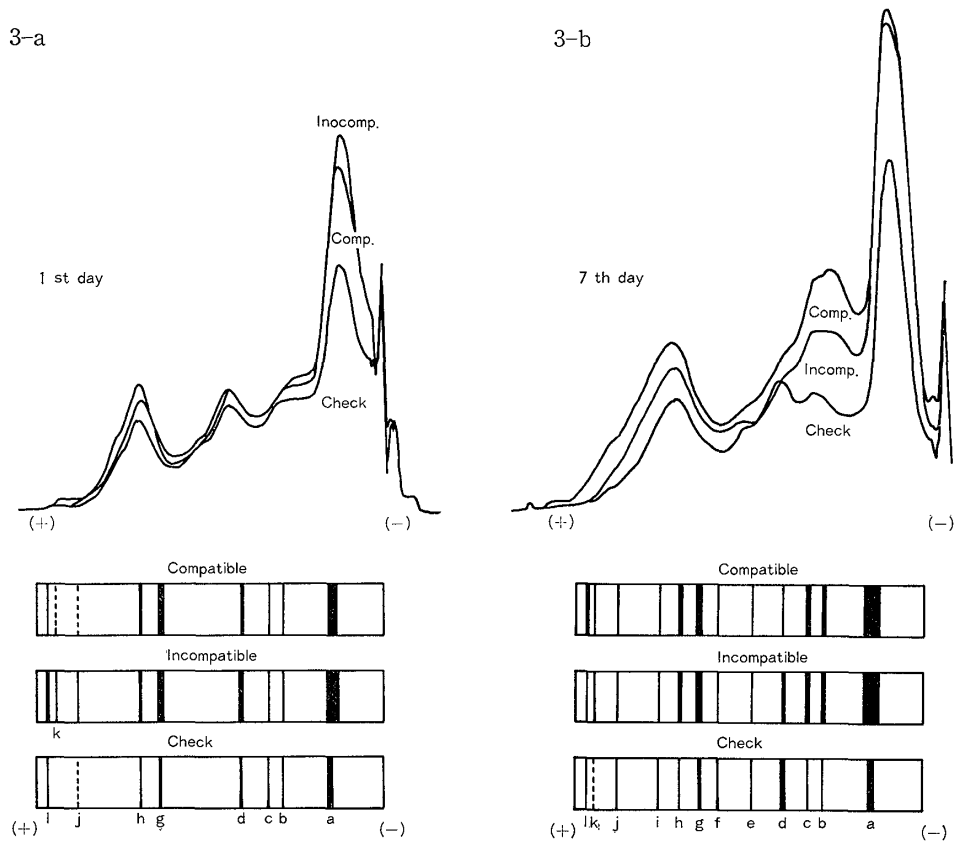 3-a
Inocomp.
Comp.
1 st day
Check
(+)
(-)
Compatible
Incompatible
k
Check
(+)
l j h g d c b a
(-)
3-b
7 th day
Comp.
Incomp.
Check
(+)
(-)
Compatible
Incompatible
Check
(+)
l k j i h g f e d c b a
(-)